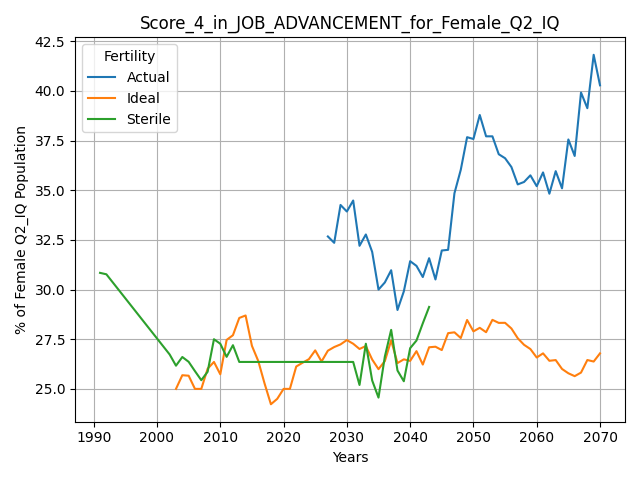 Score_4_in_JOB_ADVANCEMENT_for_Female_Q2_IQ
Fertility
Actual
Ideal
Sterile
% of Female Q2_IQ Population
42.5
40.0
37.5
35.0
32.5
30.0
27.5
25.0
1990 2000 2010 2020 2030 2040 2050 2060 2070
Years